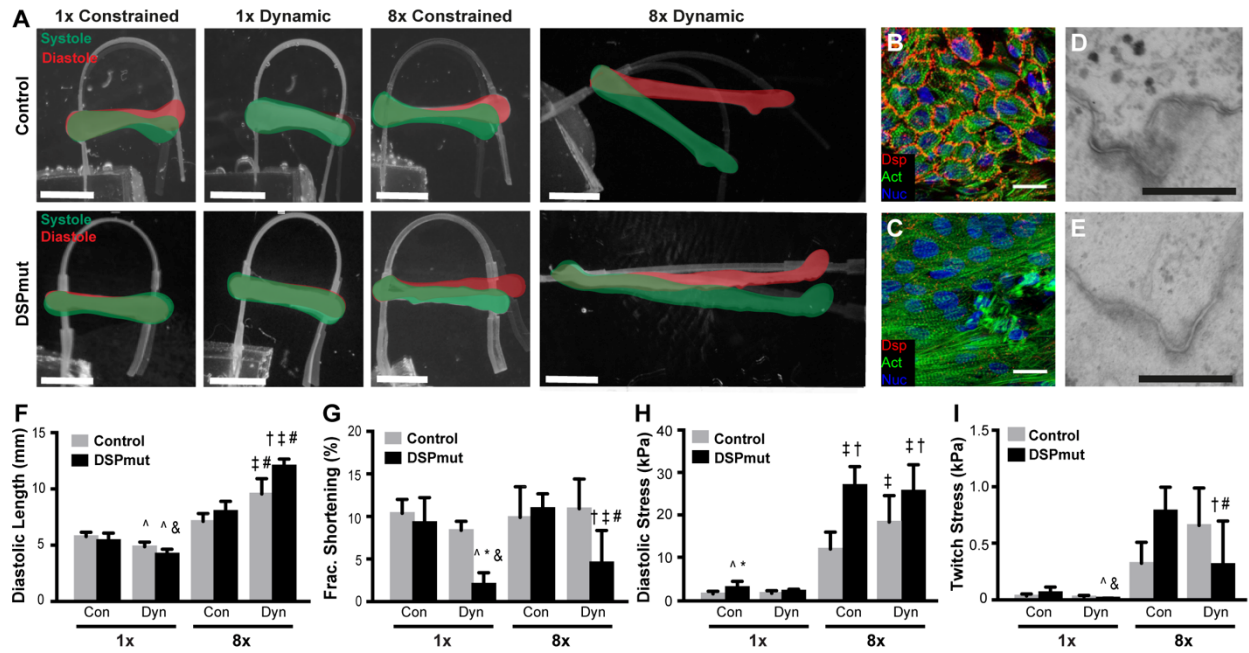 A
1x Constrained
1x Dynamic
8x Constrained
8x Dynamic
Control
Systole
Diastole
DSPmut
Systole
Diastole
B
Dsp
Act
Nuc
D
C
Dsp
Act
Nuc
E
F
Diastolic Length (mm)
15
10
5
0
Control
DSPmut
^
^ &
‡ #
† ‡ #
Con
Dyn
Con
Dyn
1x
8x
G
Frac. Shortening (%)
20
15
10
5
0
Control
DSPmut
^ * &
† ‡ #
Con
Dyn
Con
Dyn
1x
8x
H
Diastolic Stress (kPa)
40
30
20
10
0
Control
DSPmut
^ *
‡ †
‡
‡ †
Con
Dyn
Con
Dyn
1x
8x
I
Twitch Stress (kPa)
1.5
1.0
0.5
0
Control
DSPmut
^ &
† #
Con
Dyn
Con
Dyn
1x
8x